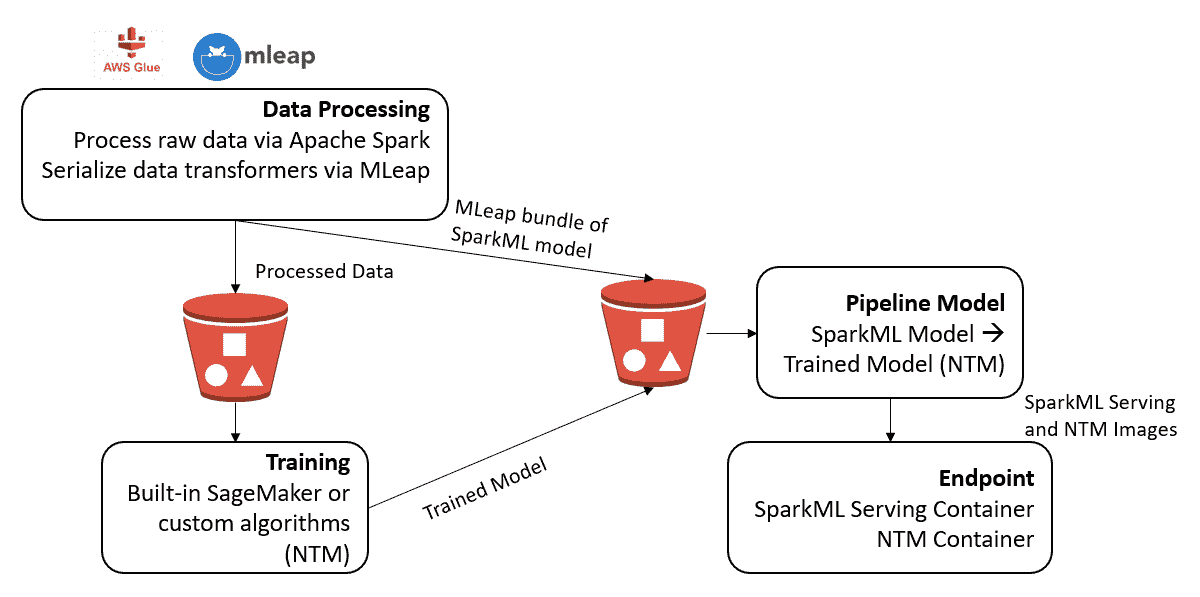 AWS Glue
mleap
Data Processing
Process raw data via Apache Spark
Serialize data transformers via MLeap
MLeap bundle of
SparkML model
Processed Data
Pipeline Model
SparkML Model →
Trained Model (NTM)
SparkML Serving
and NTM Images
Training
Built-in SageMaker or
custom algorithms
(NTM)
Trained Model
Endpoint
SparkML Serving Container
NTM Container